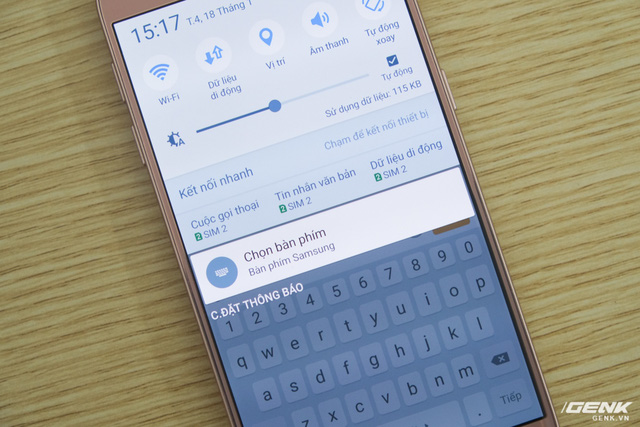 15:17 T.4, 18 Tháng 1
Wi-Fi
Dữ liệu
di động
Vị trí
Âm thanh
Tự động
xoay
A
Tự động
Sử dụng dữ liệu: 115 KB
Kết nối nhanh
Chạm để kết nối thiết bị
Cuộc gọi thoại
2 SIM 2
Tin nhắn văn bản
2 SIM 2
Dữ liệu di động
2 SIM 2
Chọn bàn phím
Bàn phím Samsung
C.ĐẶT THÔNG BÁO
1 2 3 4 5 6 7 8 9 0
q w e r t y u i o p
a s d f g h j k l
z x c v b n m
. Tiếp
GENK
GENK.VN